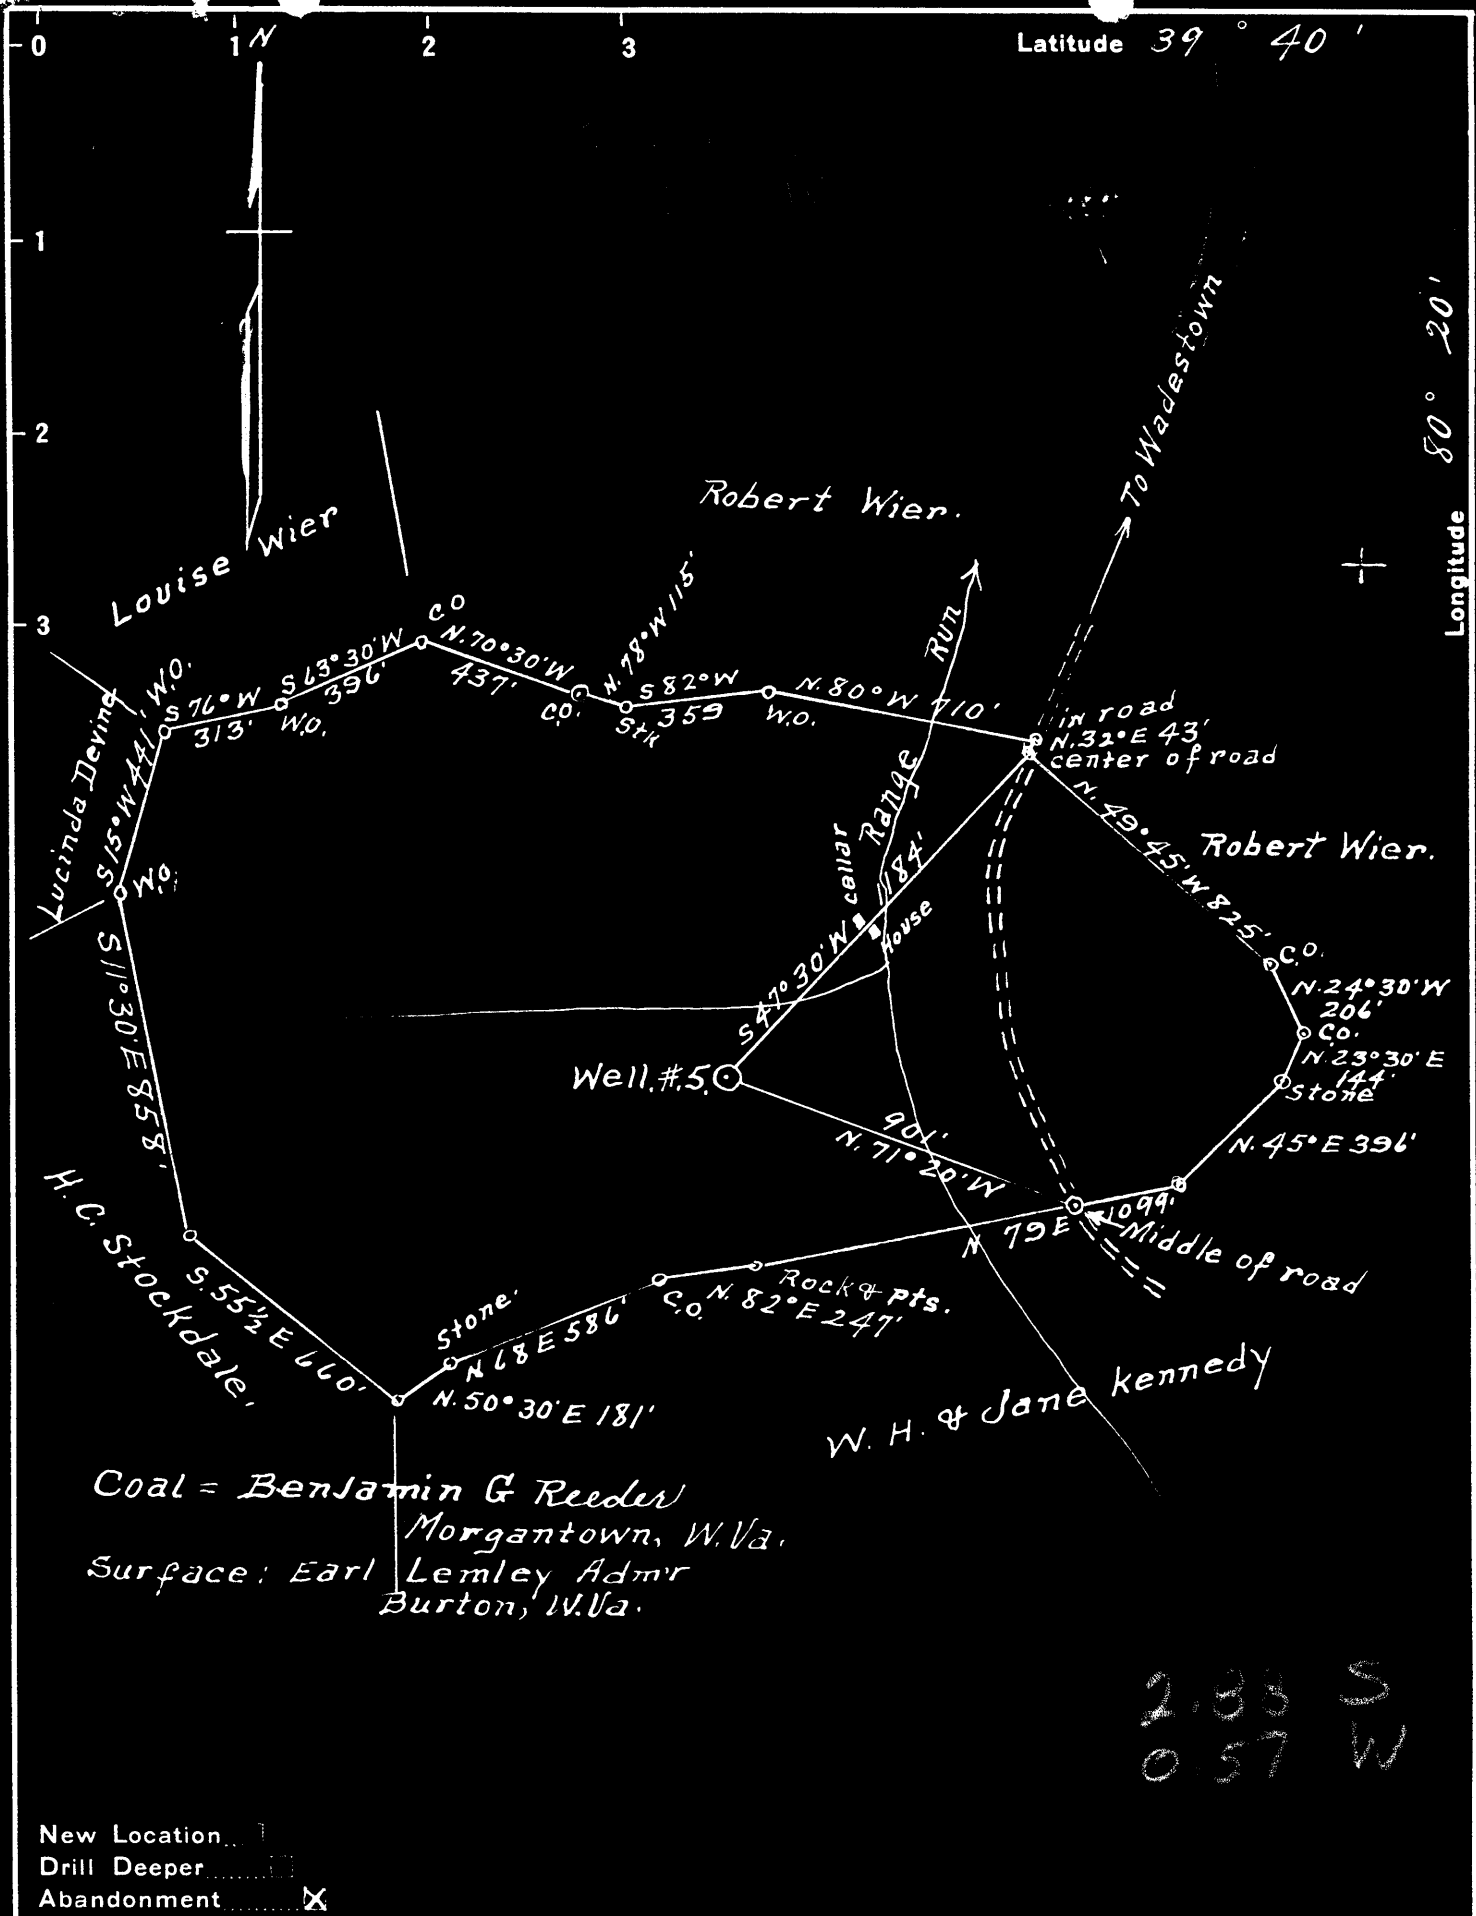 0 1 N 2 3 Latitude 39° 40'
1
2
3
80° 20'
Longitude
To Wadestown
Robert Wier.
Louise Wier
Run
C.O
N.70°30'W
437'
C.O.
N.78°W 115'
Stk
S 82°W
359
W.O.
N.80°W 710'
in road
N.32°E 43'
center of road
S 63°30'W
396'
W.O.
S 76°W
313'
W.O.
S 15°W 441'
W.O.
Lucinda Devine
Range
cellar
House
S 47°30'W 1184'
N.49°45'W 825'
Robert Wier.
C.O.
N.24°30'W
206'
C.O.
N.23°30'E
144'
Stone
N.45°E 396'
S 11°30'E 858'
Well.#.5.
901'
N.71°20'W
1099'
N 79E
Middle of road
H.C. Stockdale.
S.55½E 660'
Stone.
N 68 E 586'
N.50°30'E 181'
C.O.
Rock & pts.
N.82°E 247'
W. H. & Jane Kennedy
Coal = Benjamin G Reeder
Morgantown, W.Va.
Surface: Earl Lemley Adm'r
Burton, W.Va.
2.88 S
0.57 W
New Location
Drill Deeper
Abandonment X